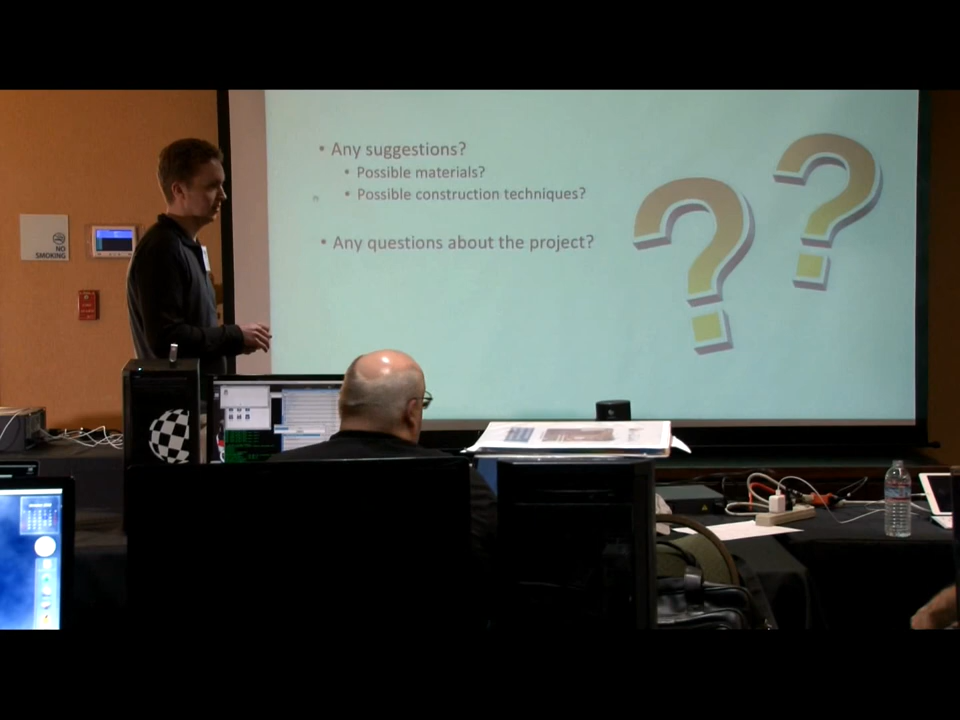 • Any suggestions?
• Possible materials?
• Possible construction techniques?
• Any questions about the project?
? ?
NO
SMOKING